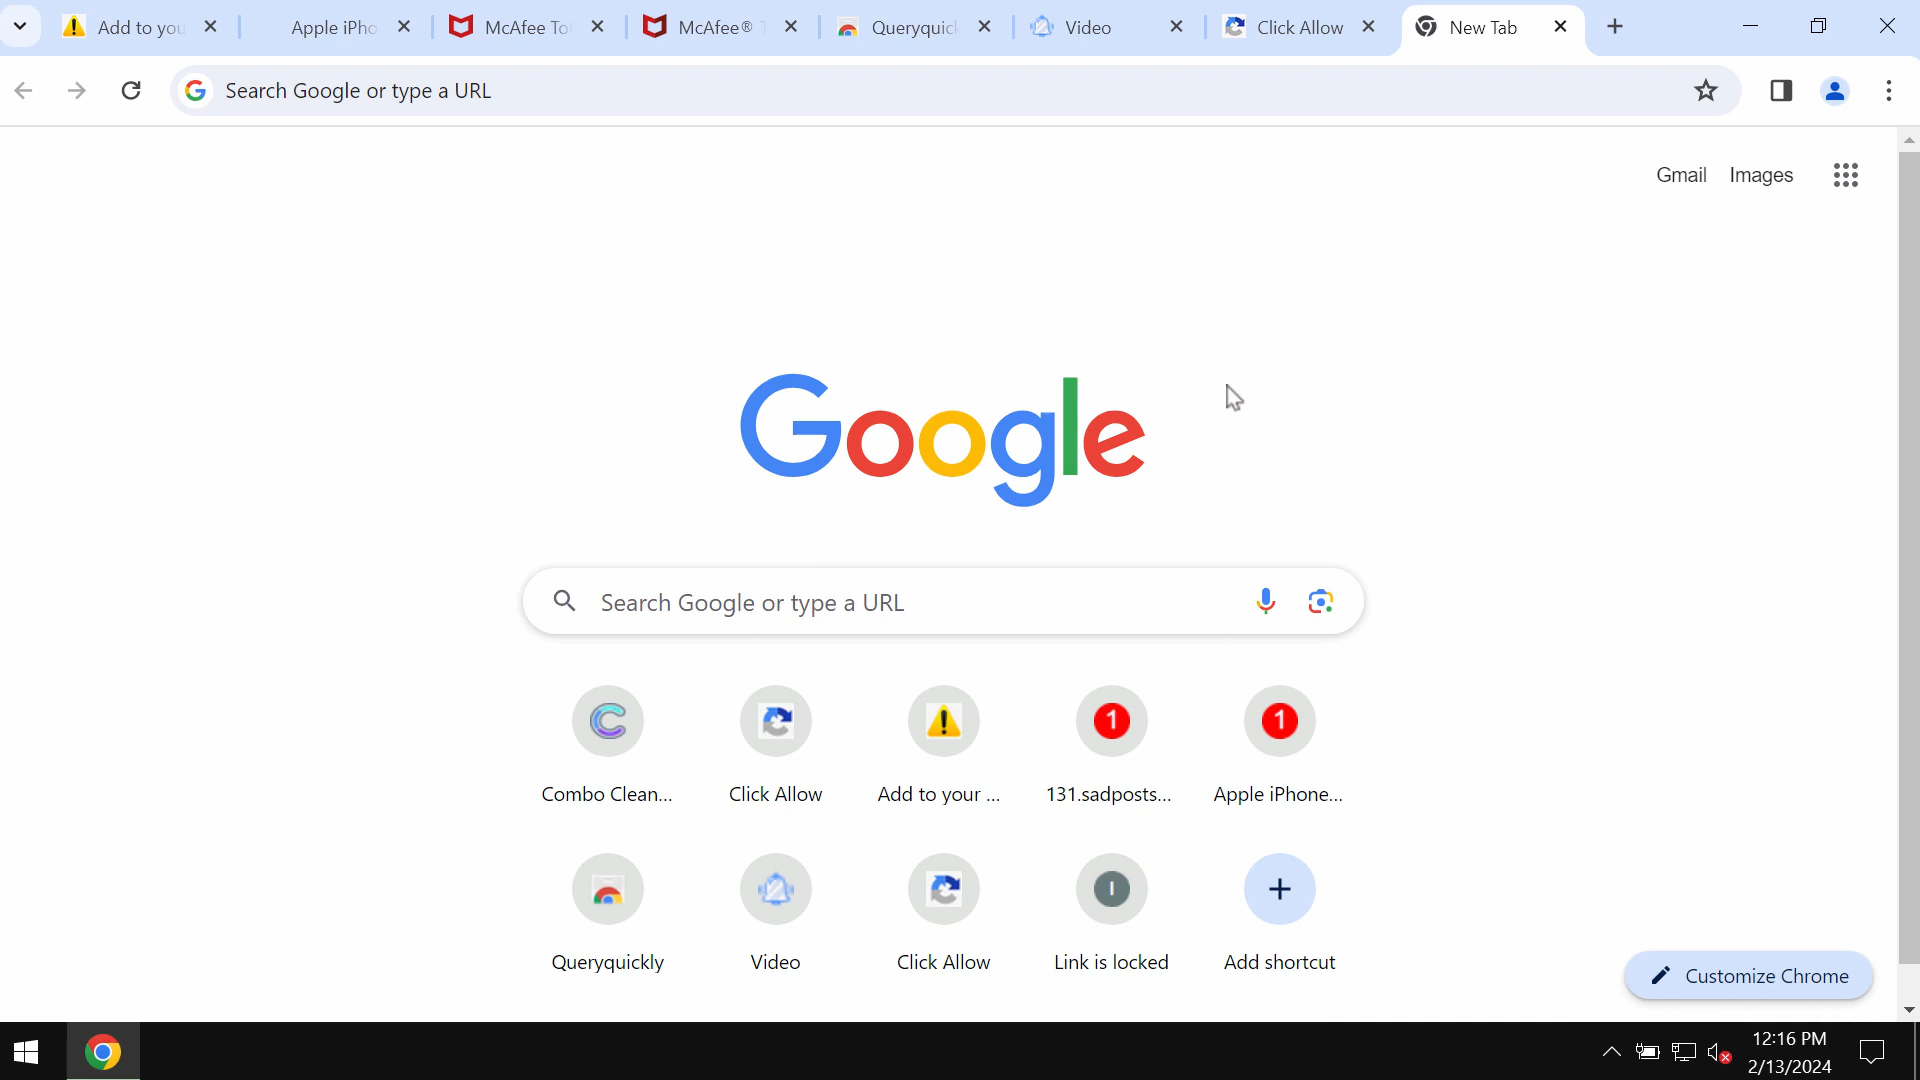 Add to you
Apple iPho
McAfee To
McAfee® T
Queryquick
Video
Click Allow
New Tab
Search Google or type a URL
Gmail Images
Google
Search Google or type a URL
Combo Clean...
Click Allow
Add to your ...
1
131.sadposts...
1
Apple iPhone...
Queryquickly
Video
Click Allow
I
Link is locked
Add shortcut
Customize Chrome
12:16 PM
2/13/2024